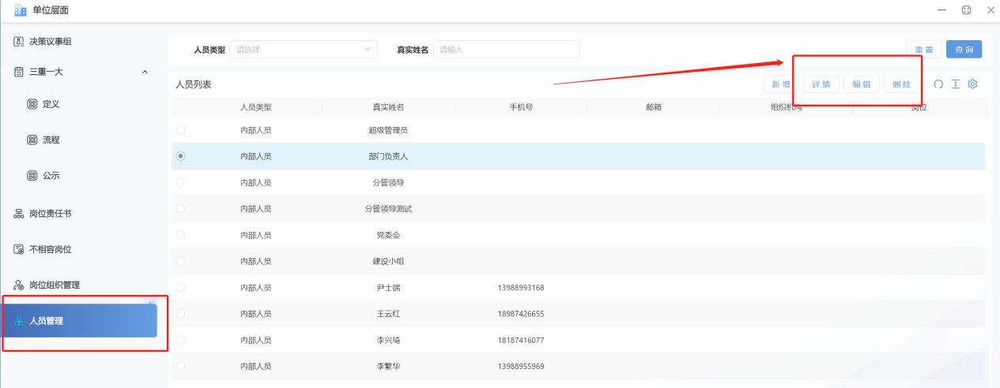 单位层面
决策议事组
三重一大
定义
流程
公示
岗位责任书
不相容岗位
岗位组织管理
人员管理
人员类型 请选择 真实姓名 请输入 重置 查询
人员列表 新增 详情 编辑 删除
人员类型 真实姓名 手机号 邮箱 组织机构 岗位
内部人员 超级管理员
内部人员 部门负责人
内部人员 分管领导
内部人员 分管领导测试
内部人员 党委会
内部人员 建设小组
内部人员 尹士端 13988993168
内部人员 王云红 18987426655
内部人员 李兴琦 18187416077
内部人员 李繁华 13988955969